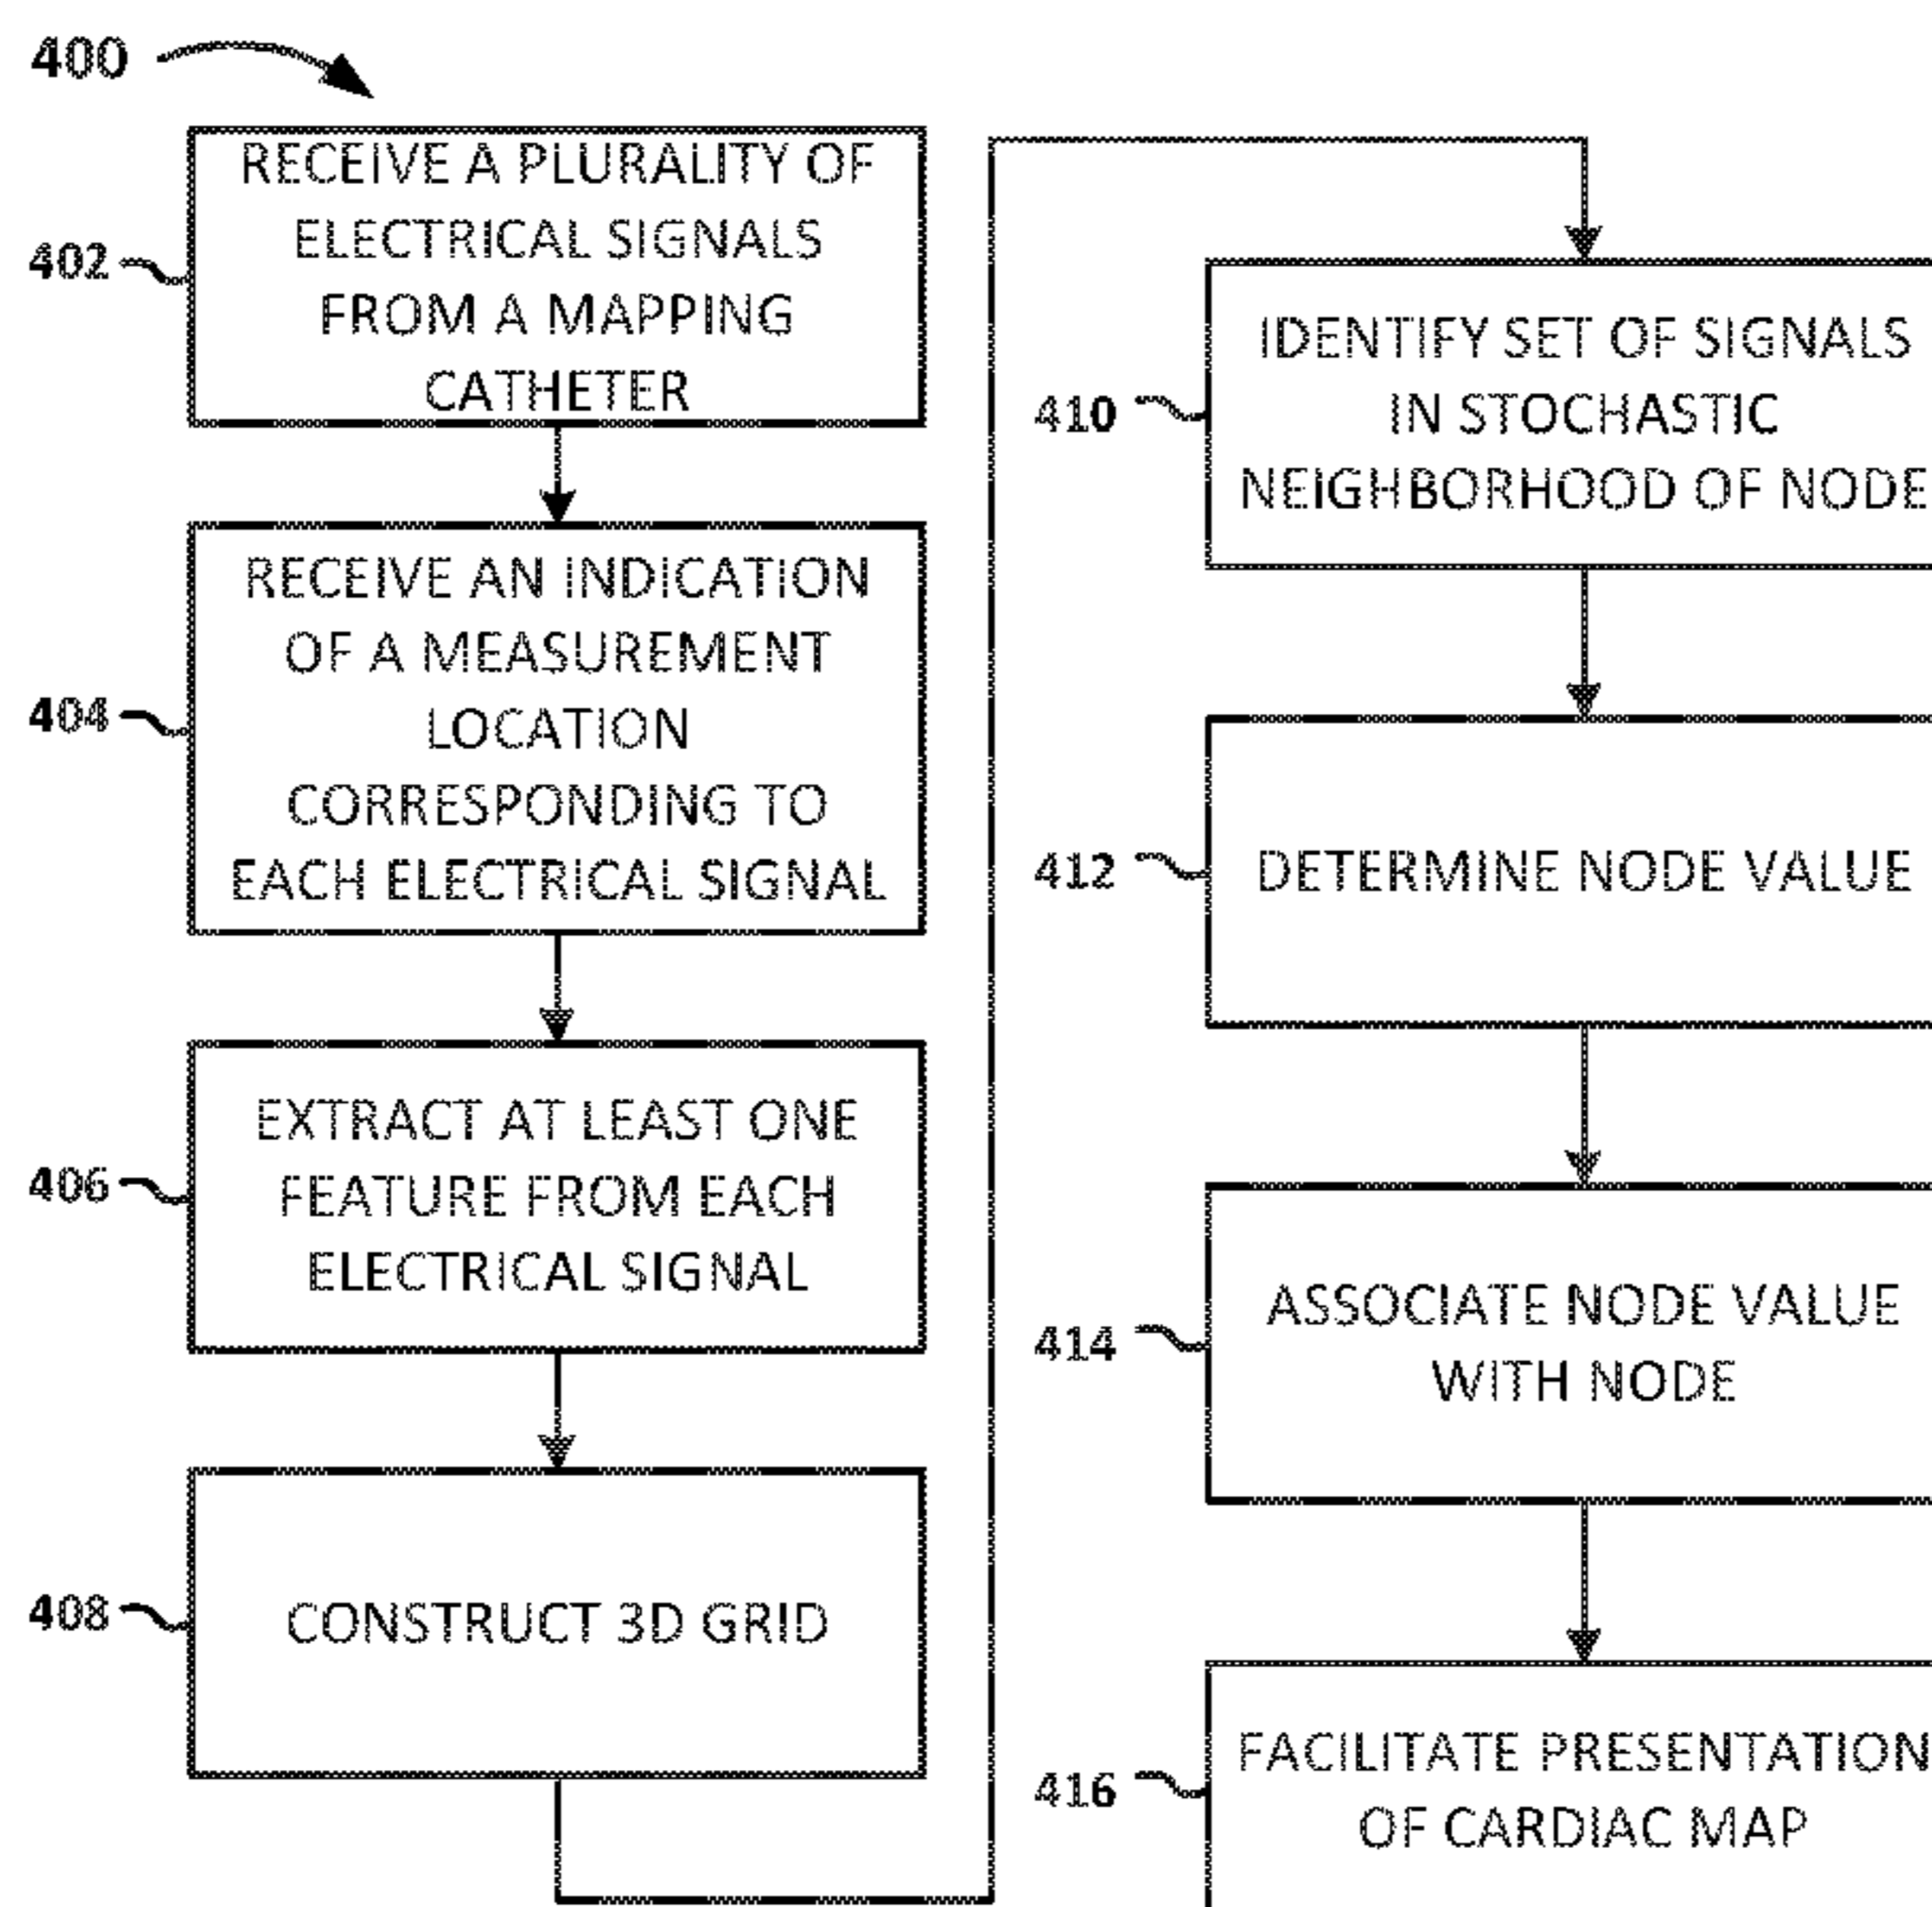 400
402
RECEIVE A PLURALITY OF
ELECTRICAL SIGNALS
FROM A MAPPING
CATHETER
404
RECEIVE AN INDICATION
OF A MEASUREMENT
LOCATION
CORRESPONDING TO
EACH ELECTRICAL SIGNAL
406
EXTRACT AT LEAST ONE
FEATURE FROM EACH
ELECTRICAL SIGNAL
408
CONSTRUCT 3D GRID
410
IDENTIFY SET OF SIGNALS
IN STOCHASTIC
NEIGHBORHOOD OF NODE
412
DETERMINE NODE VALUE
414
ASSOCIATE NODE VALUE
WITH NODE
416
FACILITATE PRESENTATION
OF CARDIAC MAP